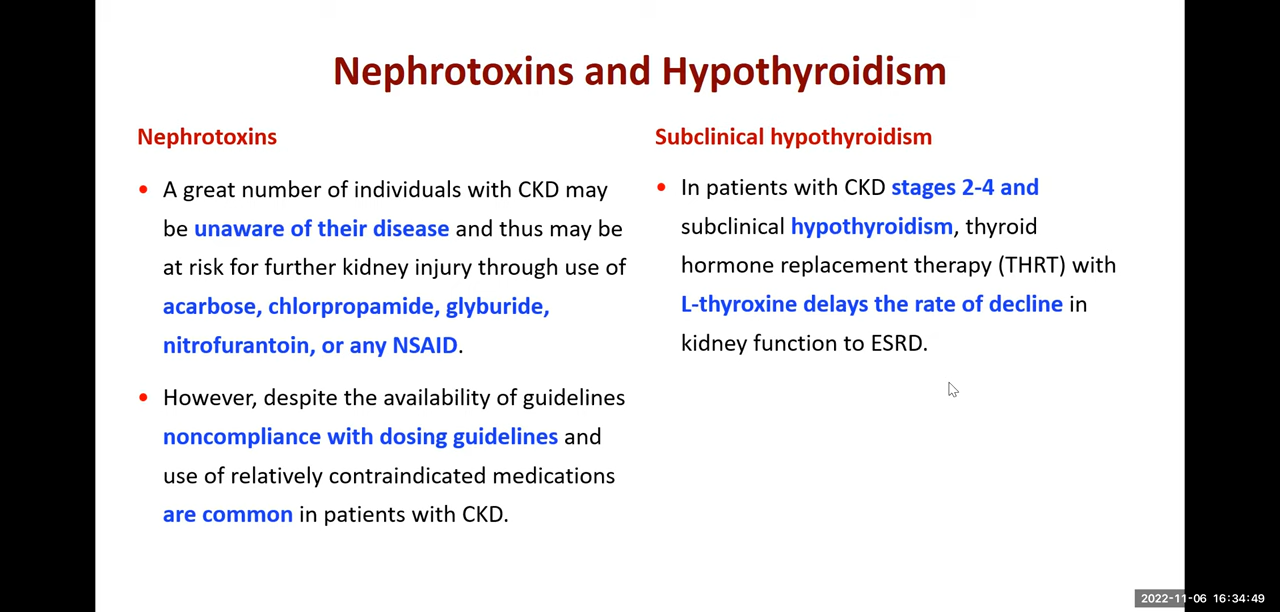 Nephrotoxins and Hypothyroidism
Nephrotoxins
• A great number of individuals with CKD may
be unaware of their disease and thus may be
at risk for further kidney injury through use of
acarbose, chlorpropamide, glyburide,
nitrofurantoin, or any NSAID.
• However, despite the availability of guidelines
noncompliance with dosing guidelines and
use of relatively contraindicated medications
are common in patients with CKD.
Subclinical hypothyroidism
• In patients with CKD stages 2-4 and
subclinical hypothyroidism, thyroid
hormone replacement therapy (THRT) with
L-thyroxine delays the rate of decline in
kidney function to ESRD.
2022-11-06 16:34:49